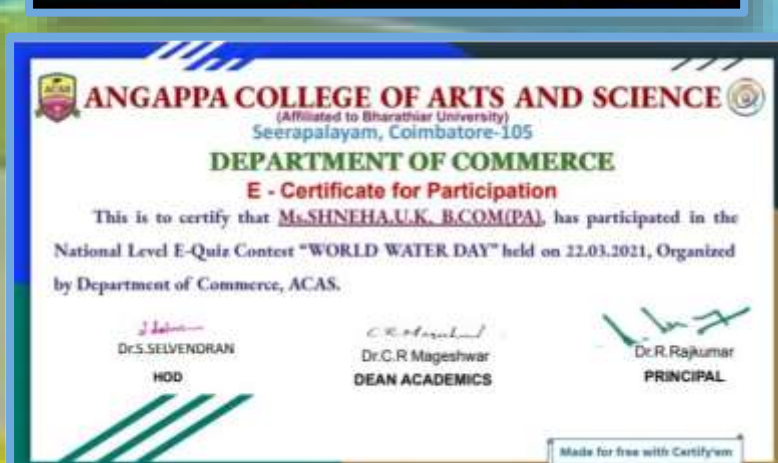 ACAS
ANGAPPA COLLEGE OF ARTS AND SCIENCE
(Affiliated to Bharathiar University)
Seerapalayam, Coimbatore-105
DEPARTMENT OF COMMERCE
E - Certificate for Participation
This is to certify that Ms.SHNEHA.U.K. B.COM(PA), has participated in the
National Level E-Quiz Contest “WORLD WATER DAY” held on 22.03.2021, Organized
by Department of Commerce, ACAS.
Dr.S.SELVENDRAN
HOD
Dr.C.R Mageshwar
DEAN ACADEMICS
Dr.R.Rajkumar
PRINCIPAL
Made for free with Certify'em